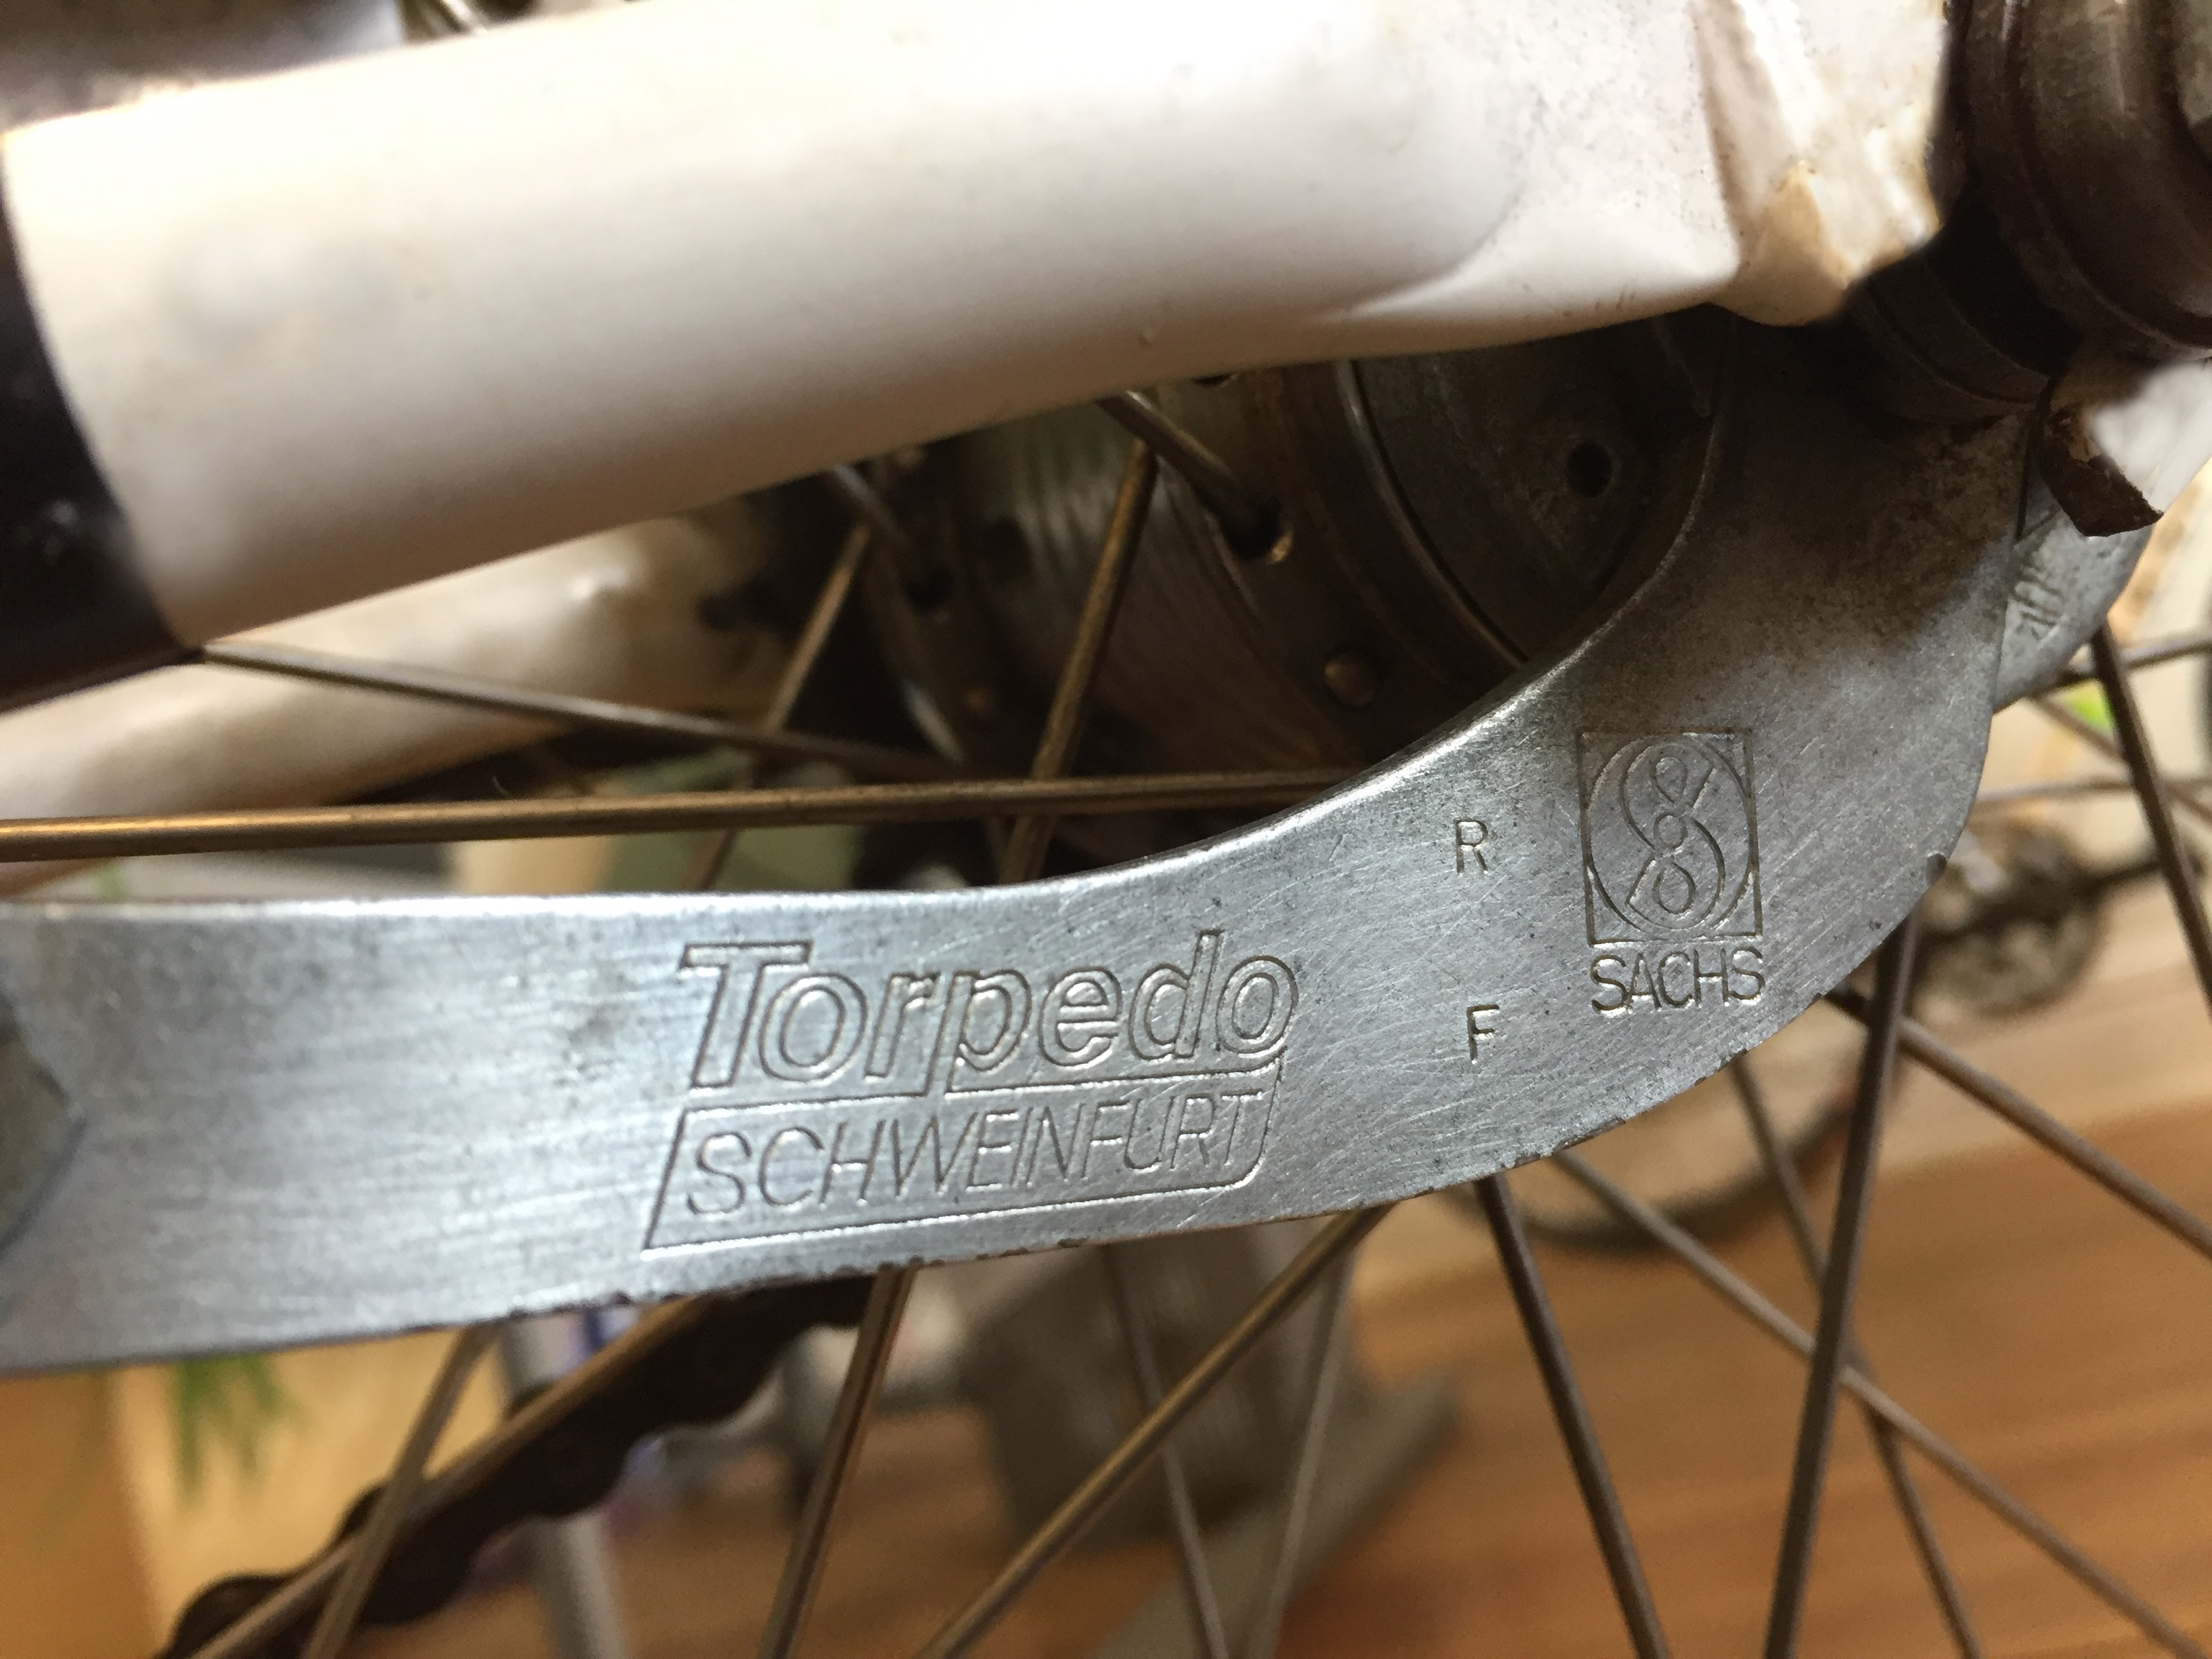 Torpedo
SCHWEINFURT
R
F
SACHS